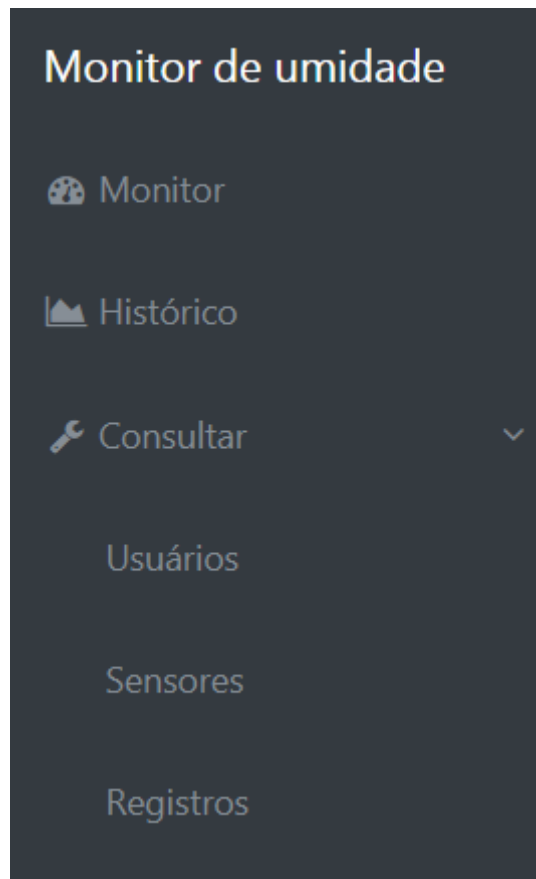 Monitor de umidade
Monitor
Histórico
Consultar
Usuários
Sensores
Registros